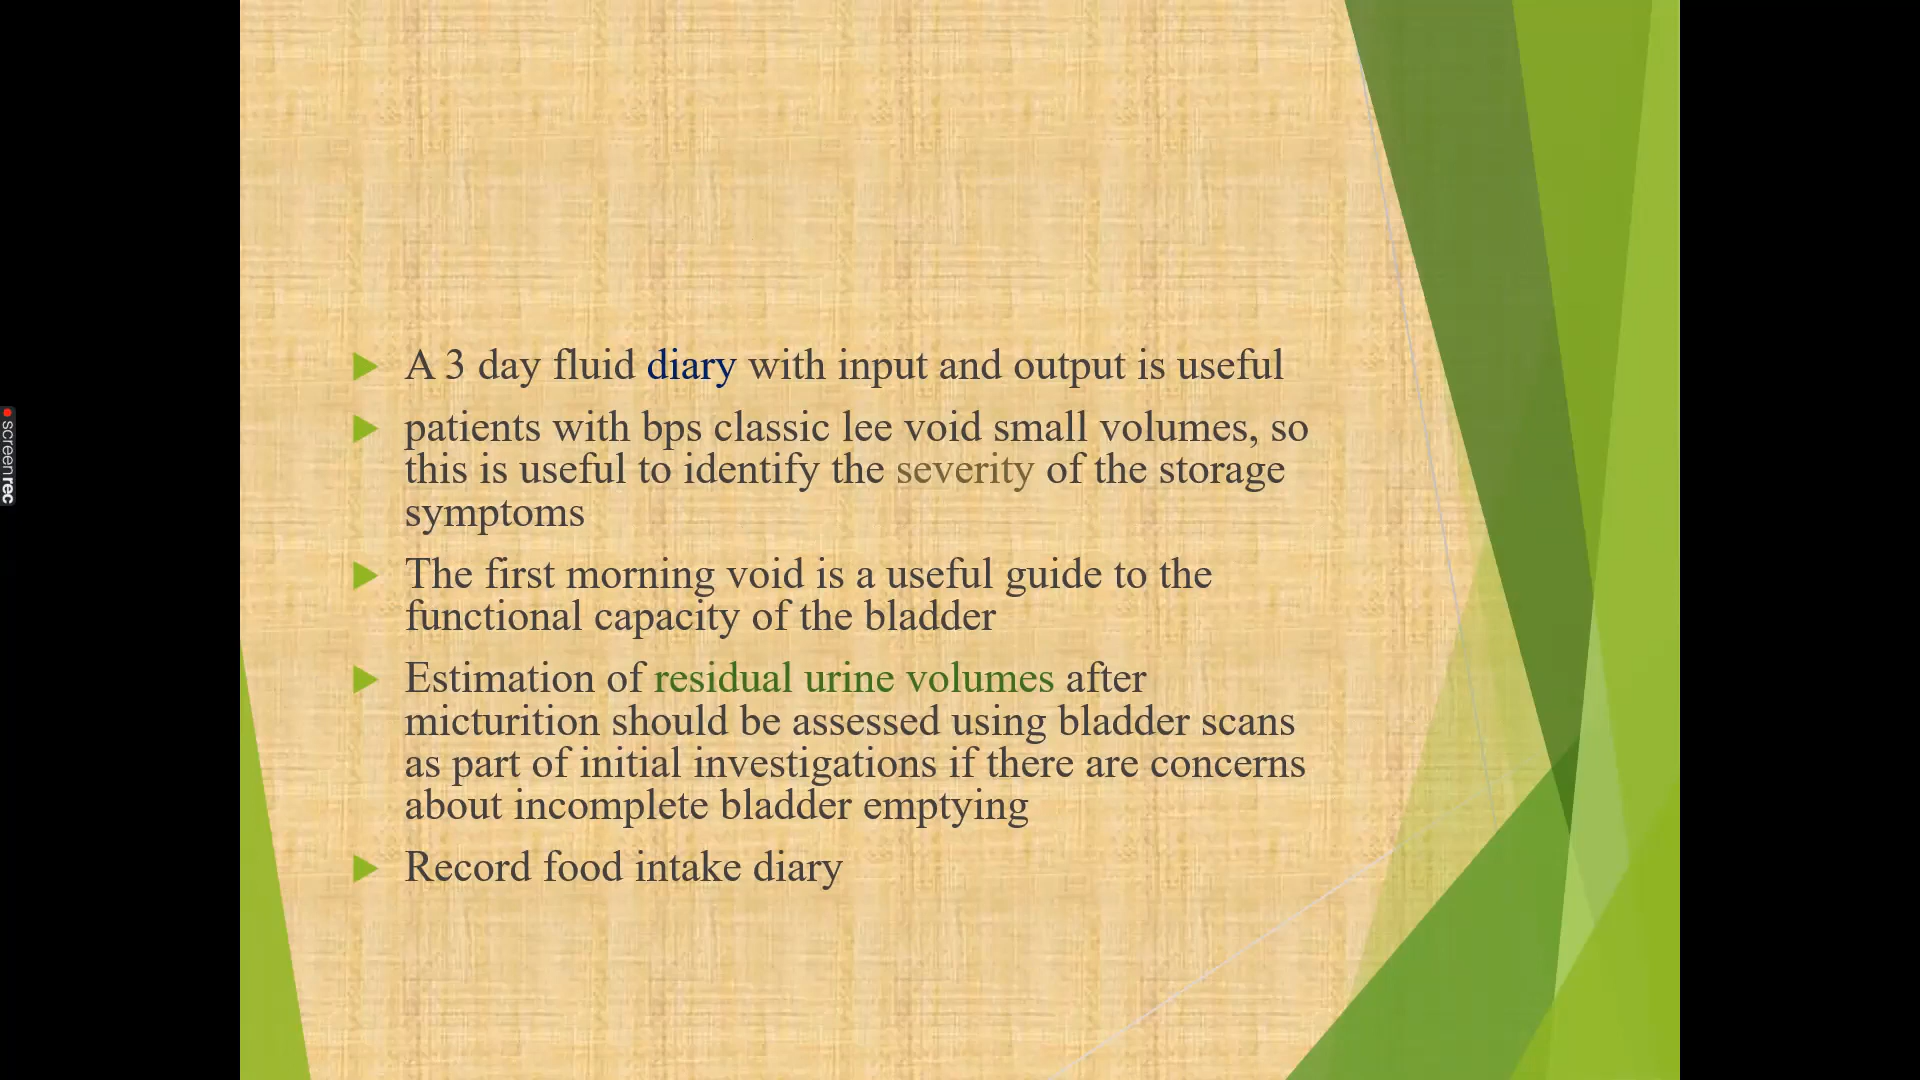 A 3 day fluid diary with input and output is useful
patients with bps classic lee void small volumes, so
this is useful to identify the severity of the storage
symptoms
The first morning void is a useful guide to the
functional capacity of the bladder
Estimation of residual urine volumes after
micturition should be assessed using bladder scans
as part of initial investigations if there are concerns
about incomplete bladder emptying
Record food intake diary
screenrec